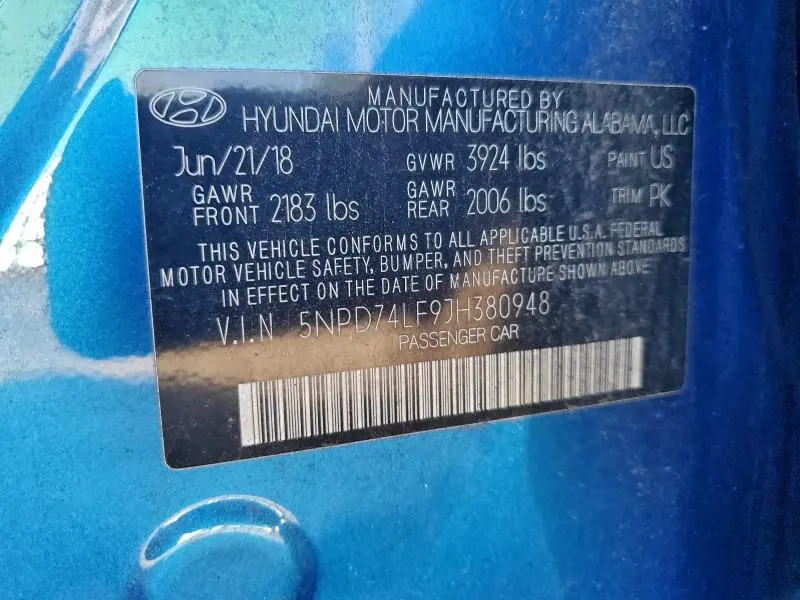 MANUFACTURED BY
HYUNDAI MOTOR MANUFACTURING ALABAMA, LLC
Jun/21/18 GVWR 3924 lbs PAINT US
GAWR FRONT 2183 lbs GAWR REAR 2006 lbs TRIM PK
THIS VEHICLE CONFORMS TO ALL APPLICABLE U.S.A. FEDERAL
MOTOR VEHICLE SAFETY, BUMPER, AND THEFT PREVENTION STANDARDS
IN EFFECT ON THE DATE OF MANUFACTURE SHOWN ABOVE
V.I.N 5NPD74LF9JH380948
PASSENGER CAR